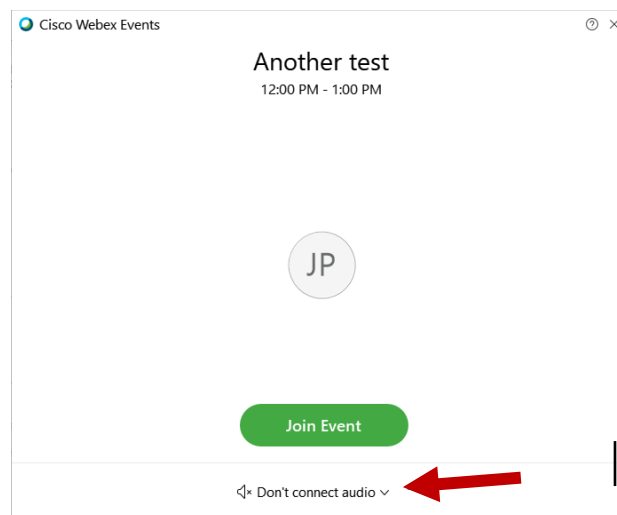 Cisco Webex Events
Another test
12:00 PM - 1:00 PM
JP
Join Event
Don't connect audio